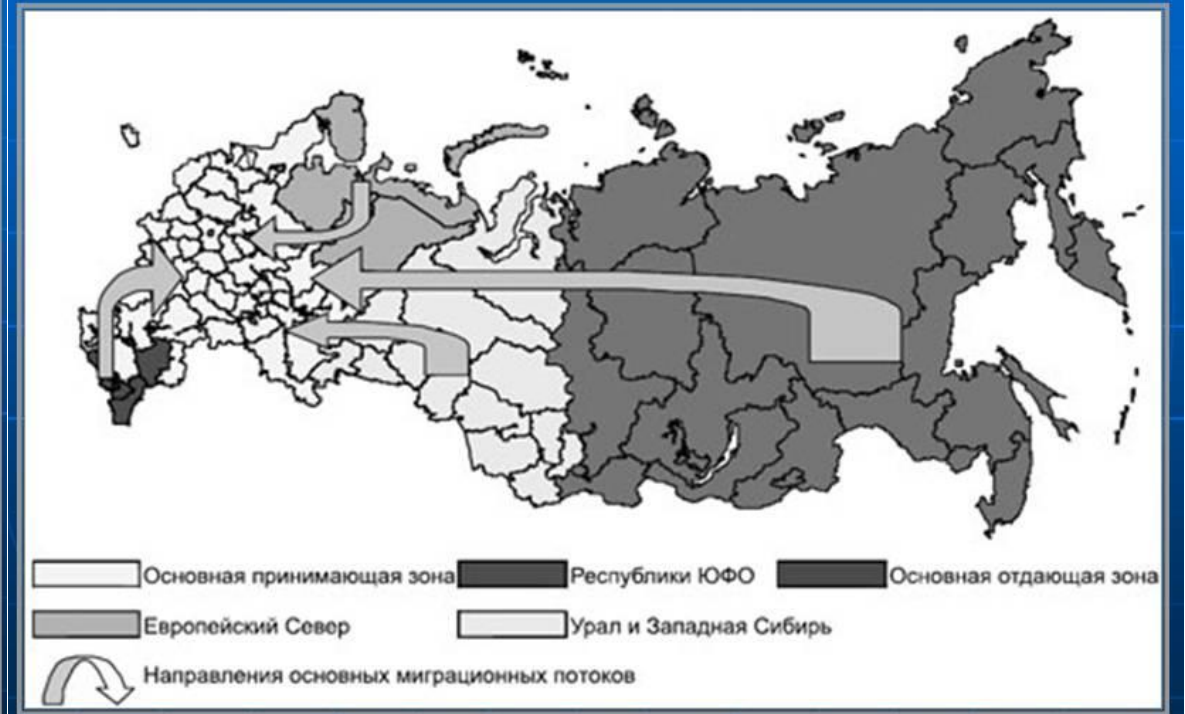 Основная принимающая зона
Республики ЮФО
Основная отдающая зона
Европейский Север
Урал и Западная Сибирь
Направления основных миграционных потоков